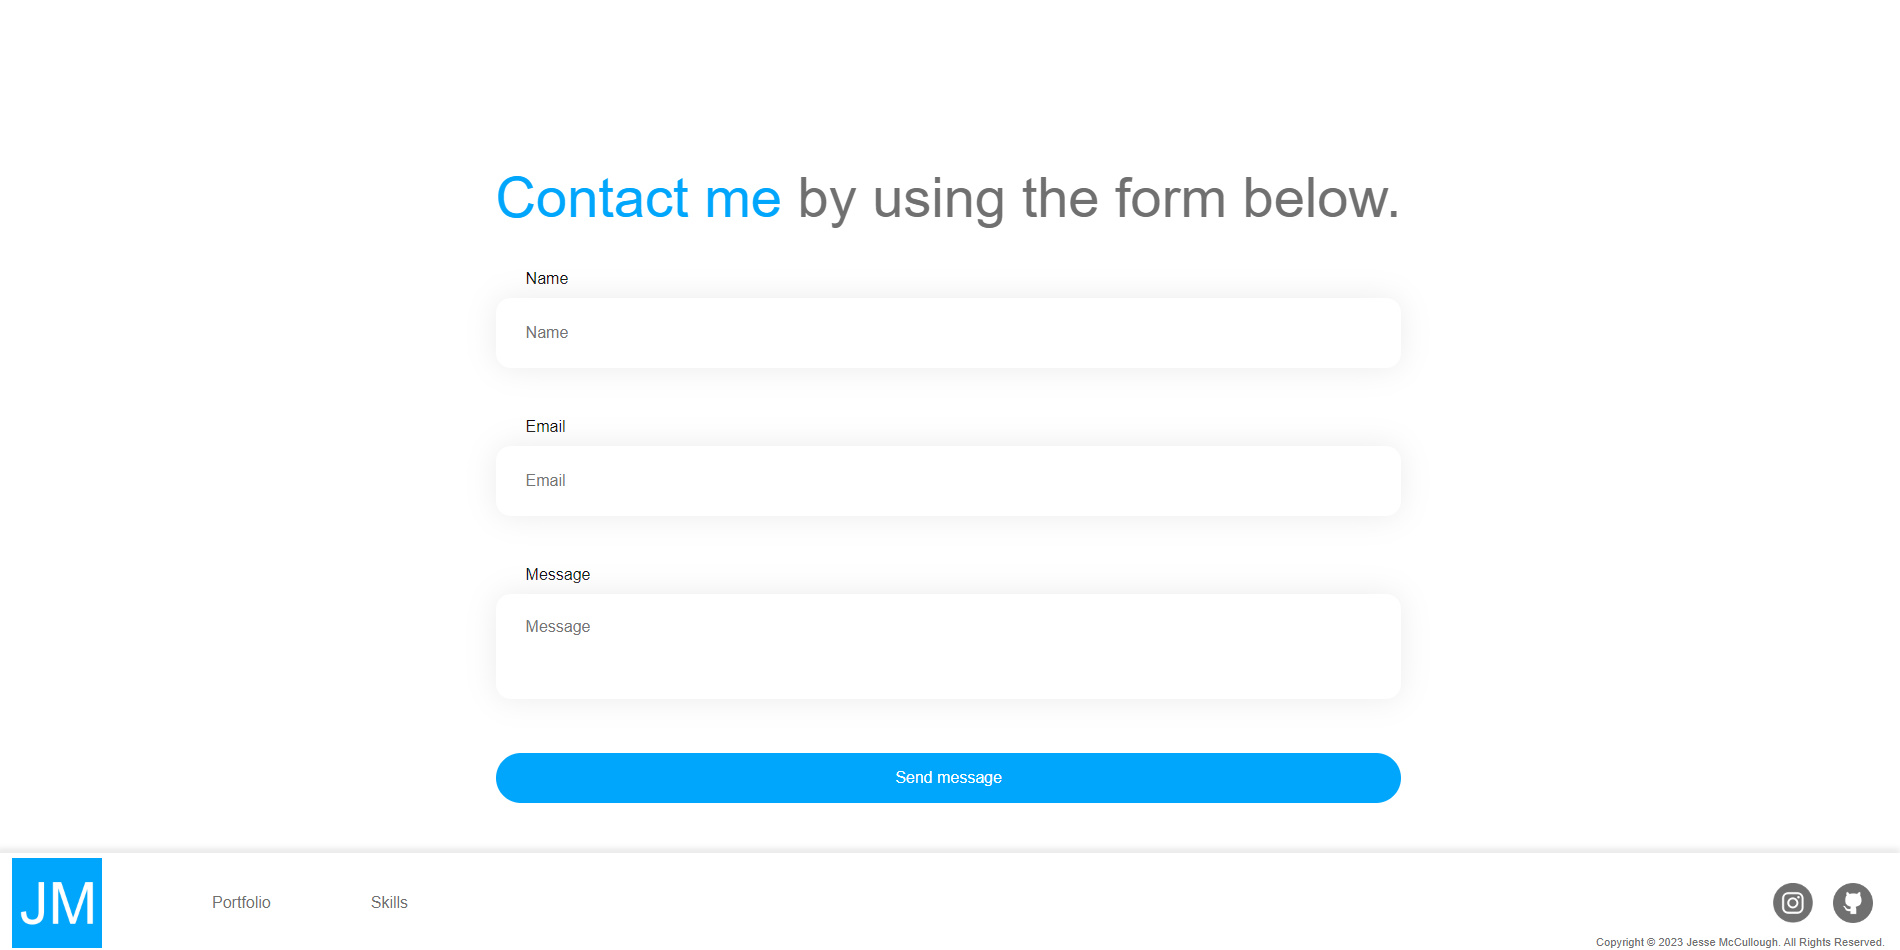 Contact me by using the form below.
Name
Name
Email
Email
Message
Message
Send message
JM
Portfolio
Skills
Copyright © 2023 Jesse McCullough. All Rights Reserved.